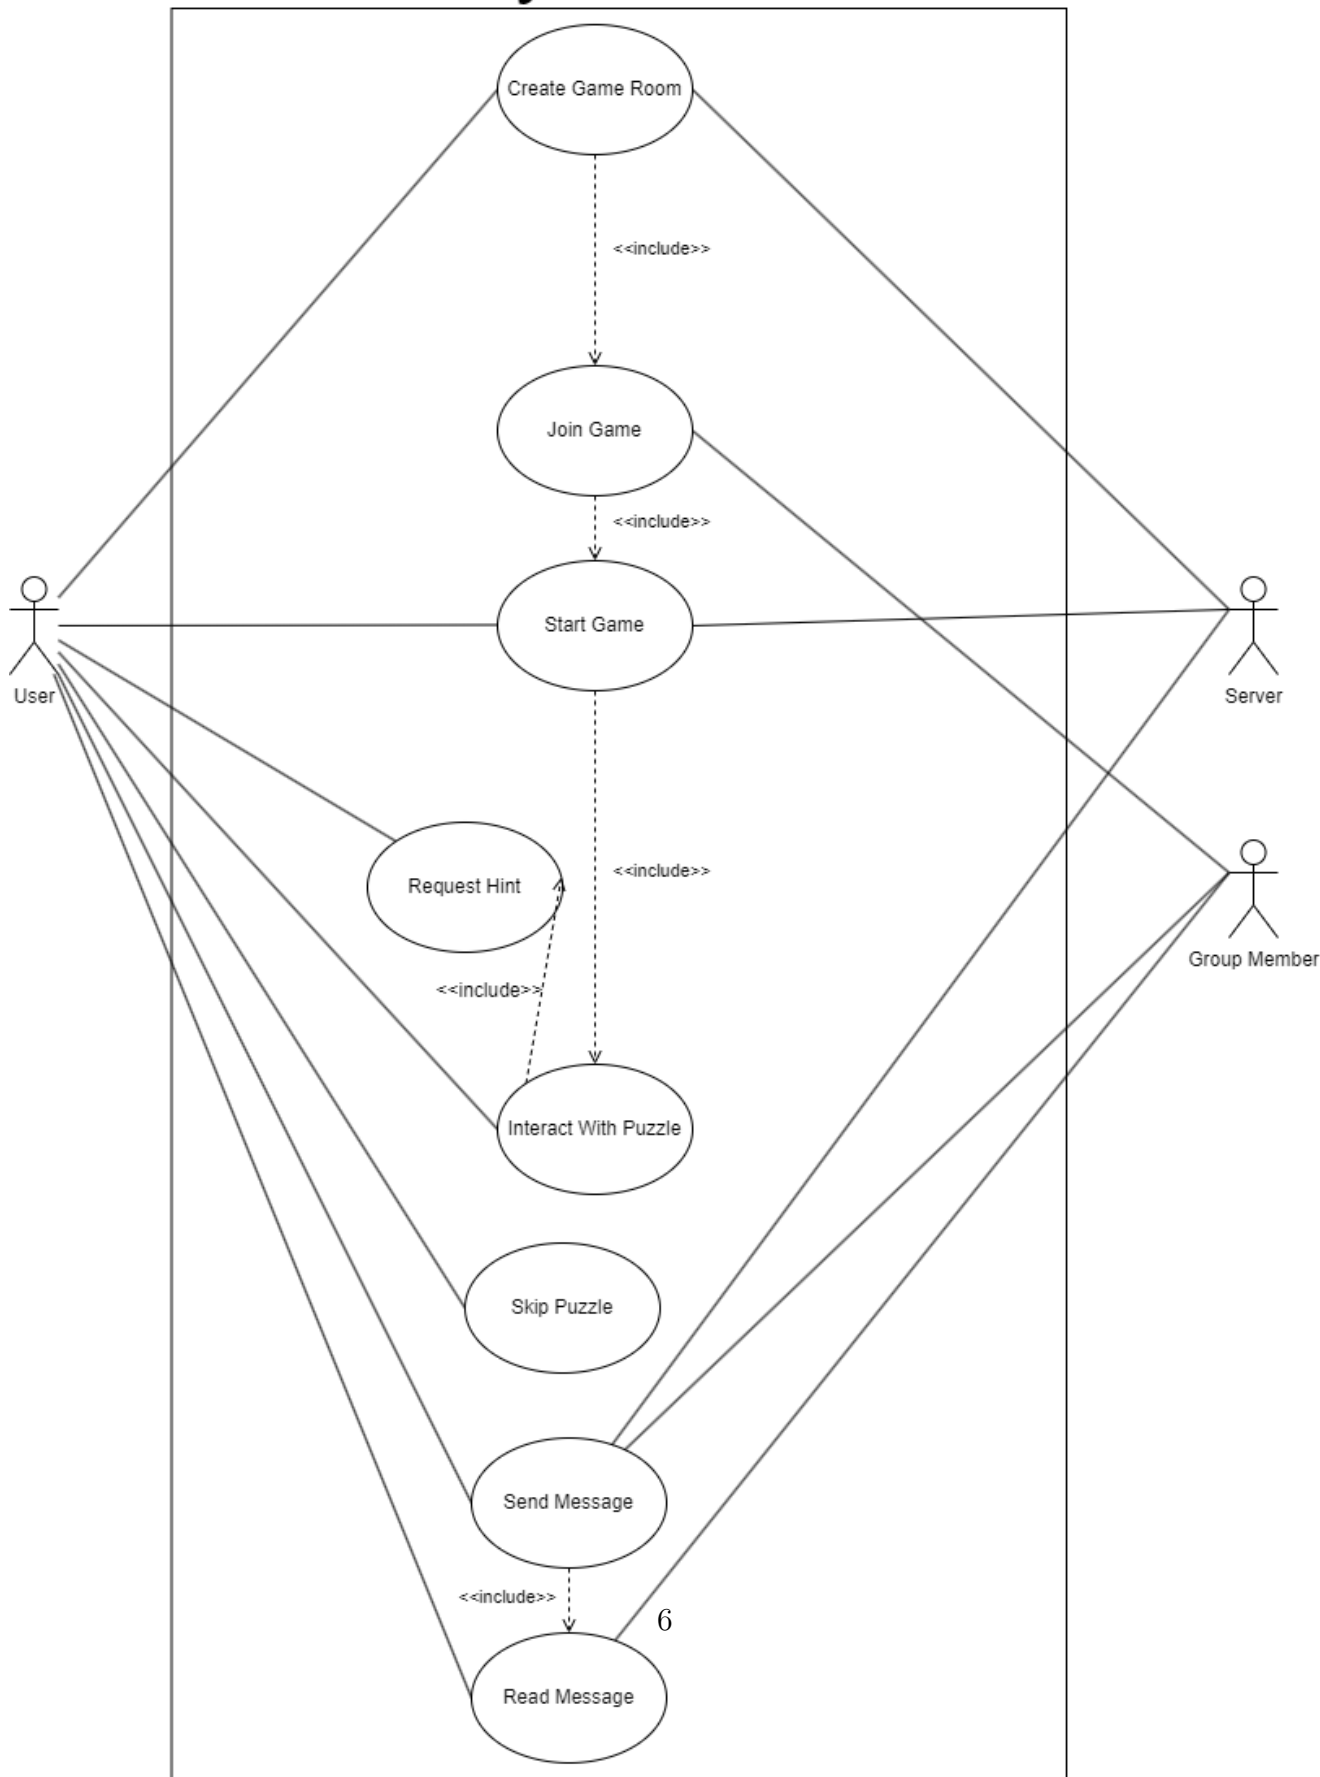 Create Game Room
<<include>>
Join Game
<<include>>
Start Game
User
Server
<<include>>
Request Hint
Group Member
<<include>>
Interact With Puzzle
Skip Puzzle
Send Message
<<include>>
6
Read Message